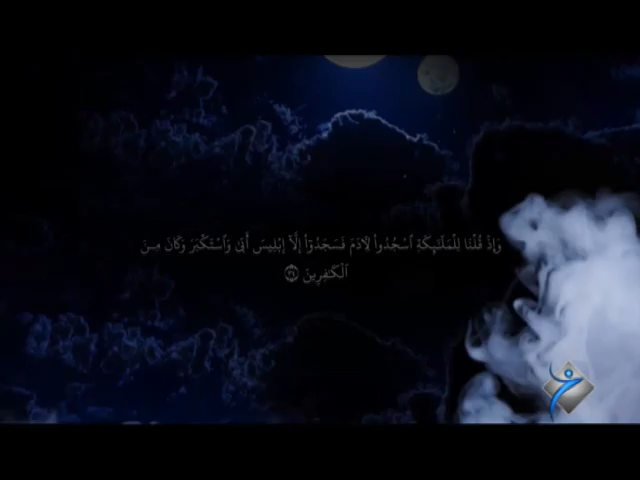 وَإِذْ قُلْنَا لِلْمَلَٰٓئِكَةِ ٱسْجُدُوا۟ لِءَادَمَ فَسَجَدُوٓا۟ إِلَّآ إِبْلِيسَ أَبَىٰ وَٱسْتَكْبَرَ وَكَانَ مِنَ
ٱلْكَٰفِرِينَ ٣٤